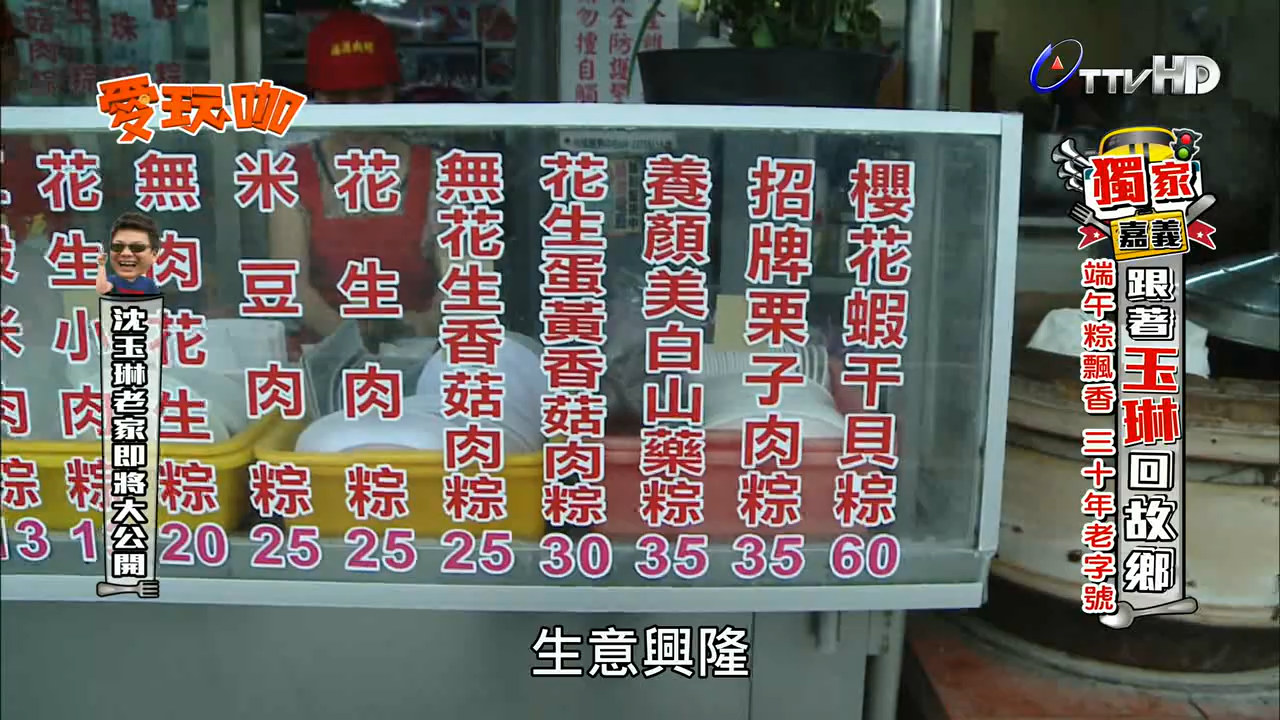 愛玩咖
TTV HD
獨家
嘉義
跟著玉琳回故鄉
端午粽飄香 三十年老字號
沈玉琳老家即將大公開
櫻花蝦干貝粽 60
招牌栗子肉粽 35
養顏美白山藥粽 35
花生蛋黃香菇肉粽 30
無花生香菇肉粽 25
花生肉粽 25
米豆肉粽 25
無肉花生粽 20
花生小肉粽
生意興隆